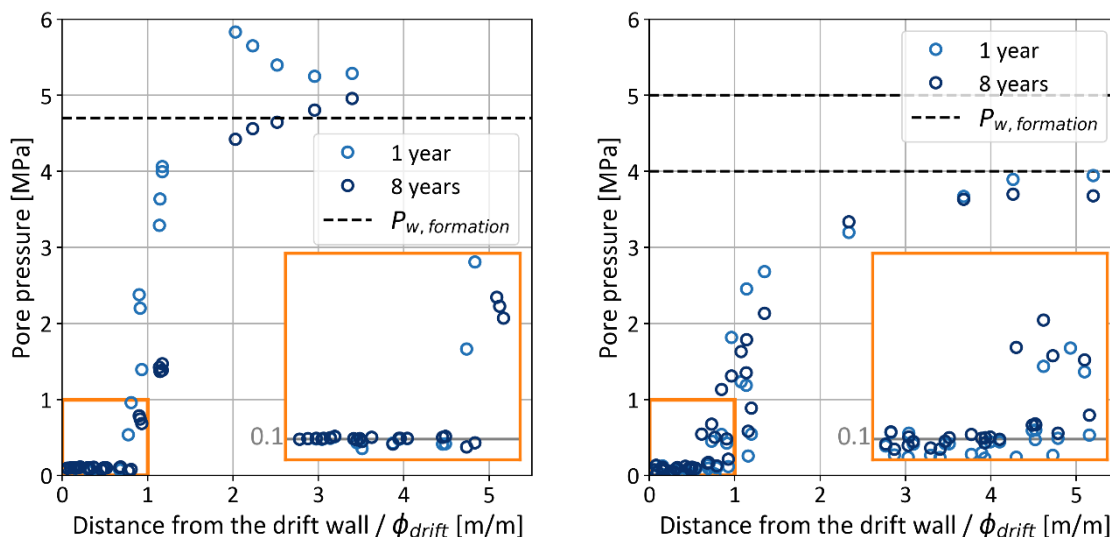 6
5
4
3
2
1
0
Pore pressure [MPa]
1 year
8 years
P_w, formation
0.1
0 1 2 3 4 5
Distance from the drift wall / ϕ_drift [m/m]
6
5
4
3
2
1
0
Pore pressure [MPa]
1 year
8 years
P_w, formation
0.1
0 1 2 3 4 5
Distance from the drift wall / ϕ_drift [m/m]